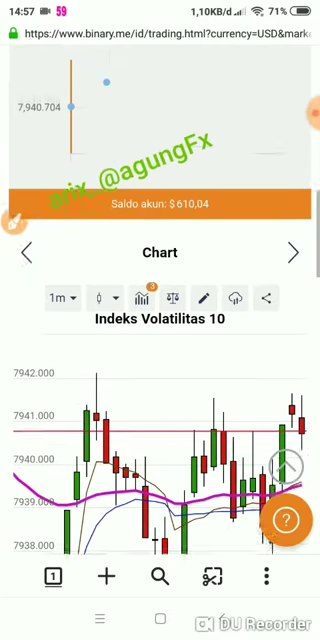 14:57 59 1,10KB/d 71%
https://www.binary.me/id/trading.html?currency=USD&mark
7,940.704
arix_@agungFx
Saldo akun: $ 610,04
Chart
1m
3
Indeks Volatilitas 10
7942.000
7941.000
7940.000
7939.000
7938.000
?
1
DU Recorder